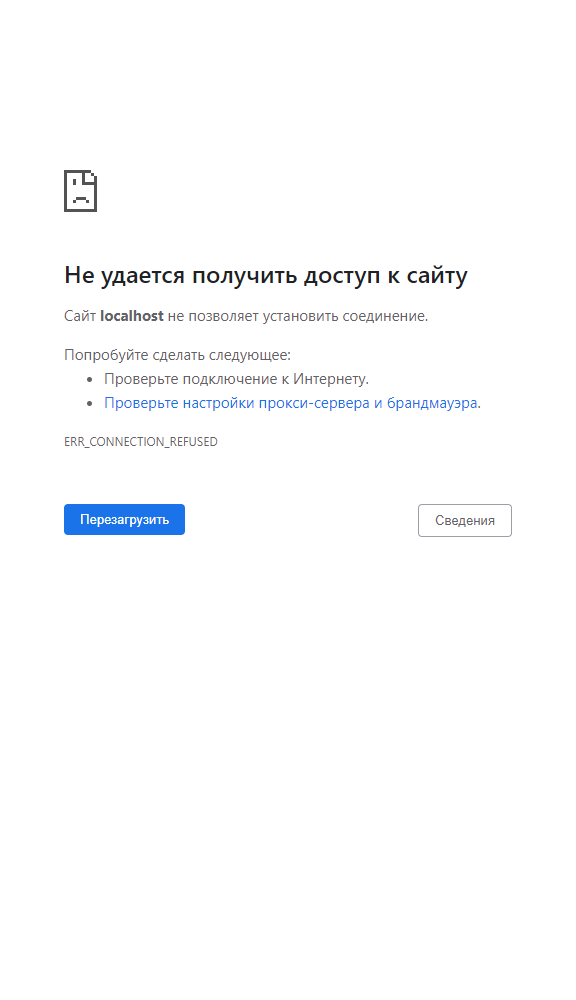 Не удается получить доступ к сайту
Сайт localhost не позволяет установить соединение.
Попробуйте сделать следующее:
Проверьте подключение к Интернету.
Проверьте настройки прокси-сервера и брандмауэра.
ERR_CONNECTION_REFUSED
Перезагрузить
Сведения